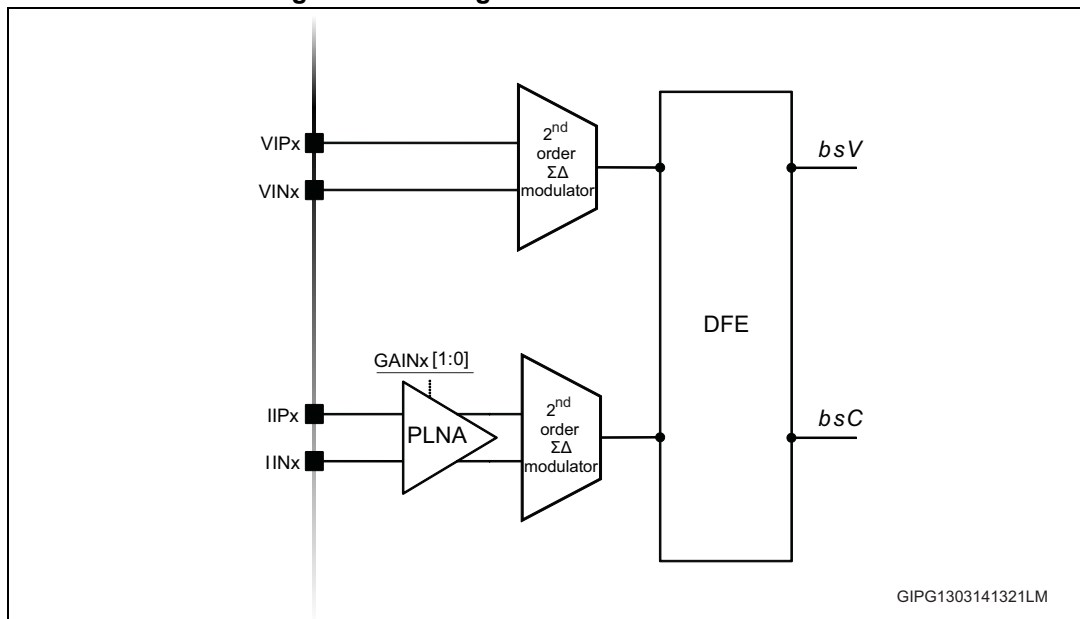 VIPx
VINx
2nd
order
ΣΔ
modulator
bsV
DFE
GAINx [1:0]
IIPx
IINx
PLNA
2nd
order
ΣΔ
modulator
bsC
GIPG1303141321LM